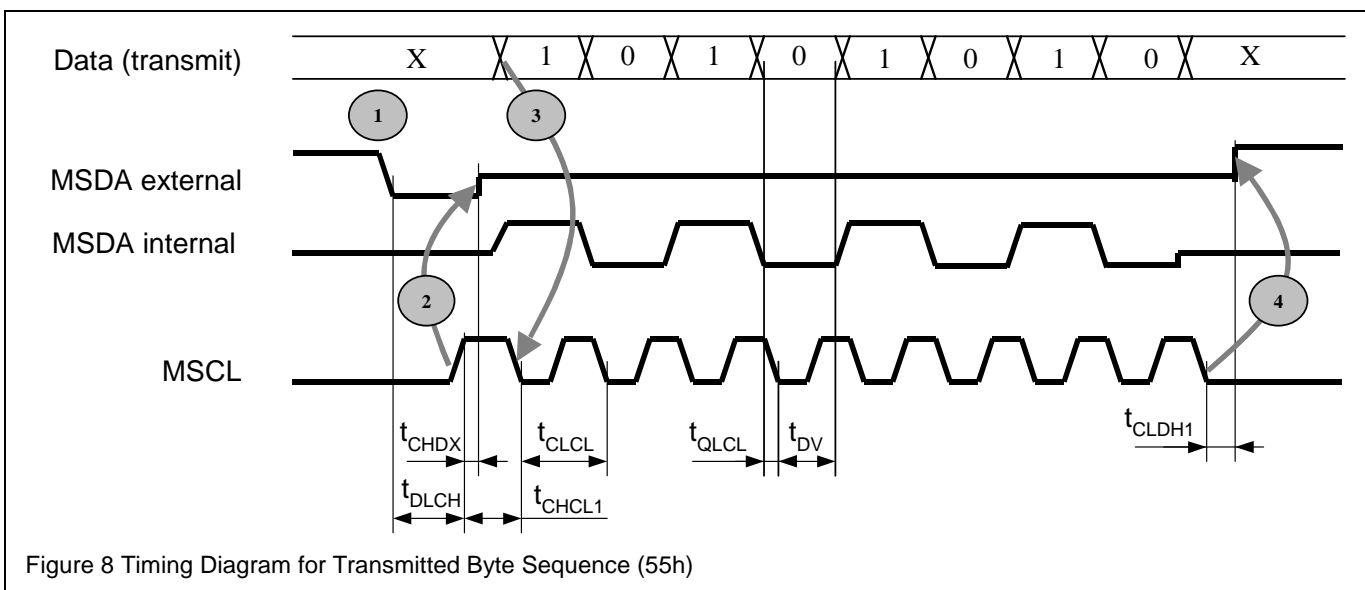 Data (transmit) X 1 0 1 0 1 0 1 0 X
1 3
MSDA external
MSDA internal
2 4
MSCL
tCHDX tCLCL tQLCL tDV tCLDH1
tDLCH tCHCL1
Figure 8 Timing Diagram for Transmitted Byte Sequence (55h)